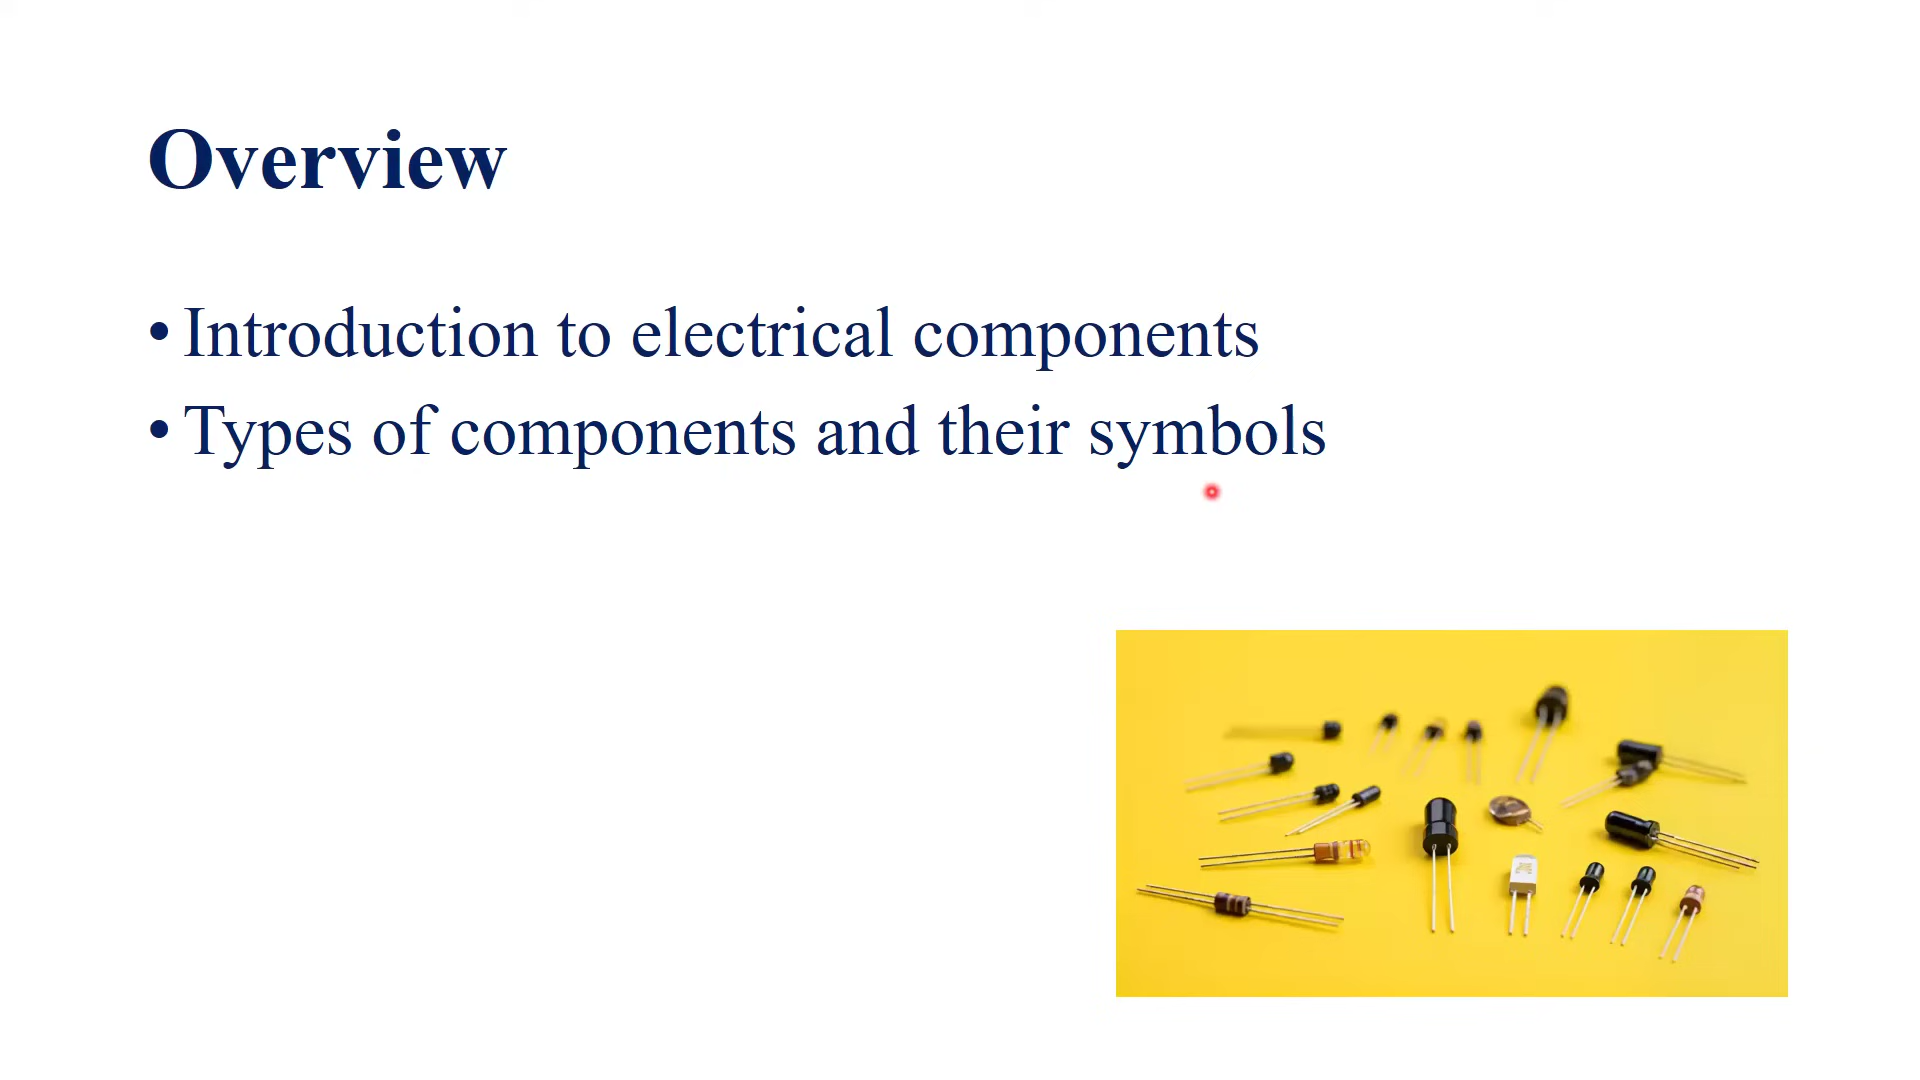 Overview
• Introduction to electrical components
• Types of components and their symbols